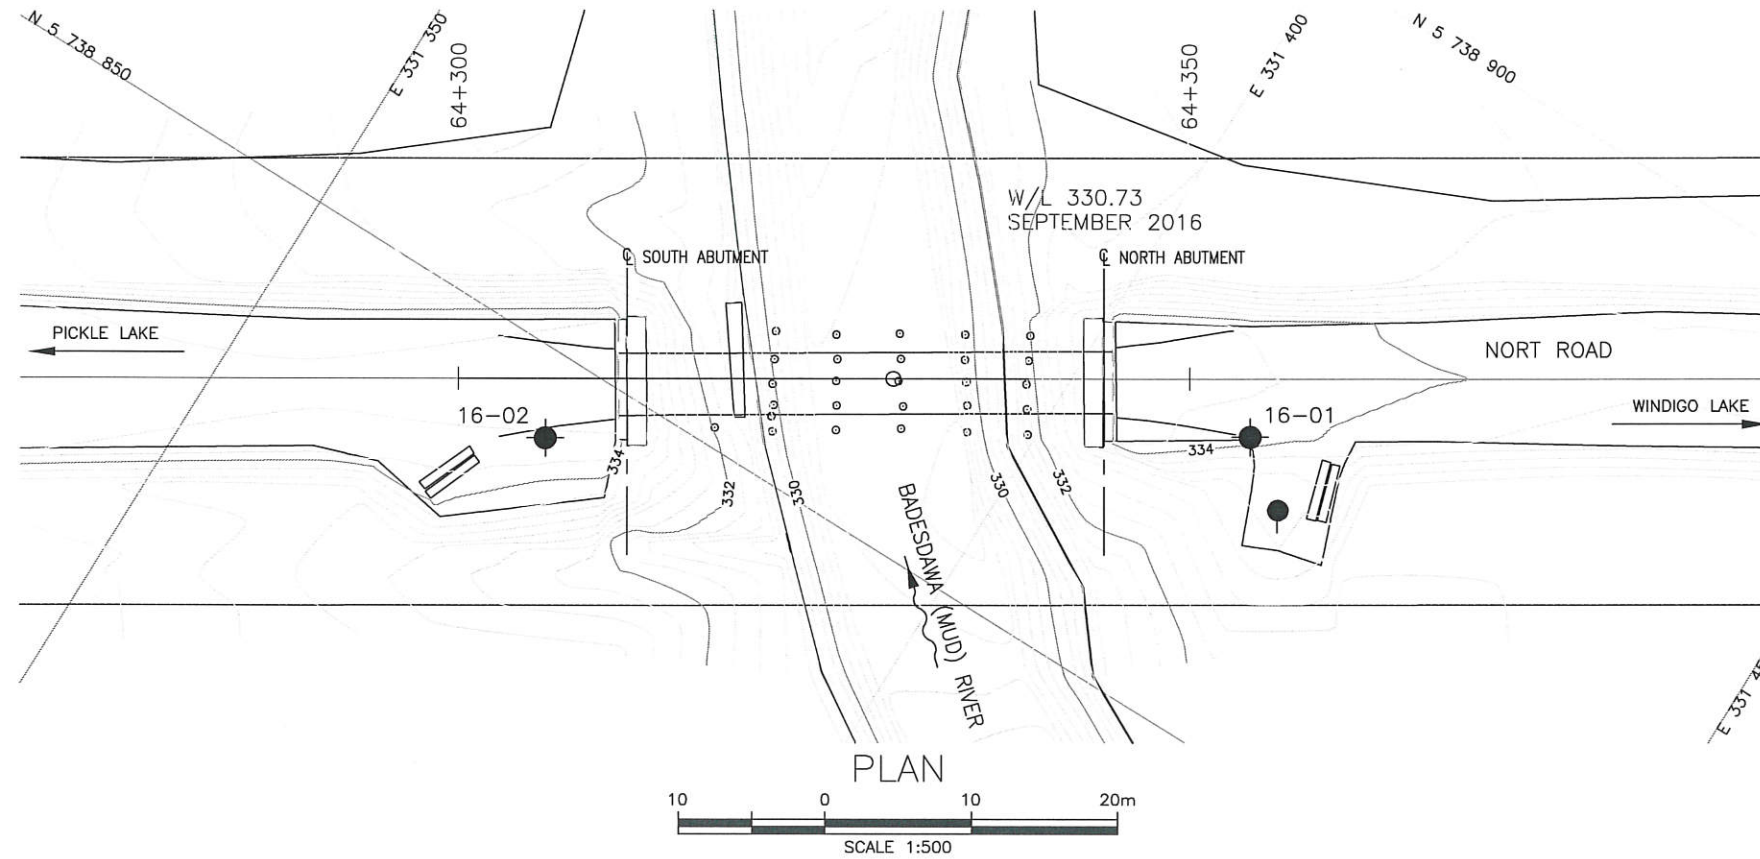 N 5 738 850
E 331 350
64+300
64+350
E 331 400
N 5 738 900
W/L 330.73
SEPTEMBER 2016
℄ SOUTH ABUTMENT
℄ NORTH ABUTMENT
PICKLE LAKE
NORT ROAD
16-02
16-01
WINDIGO LAKE
334
334
332
330
330
332
BADESDAWA (MUD) RIVER
E 331 45
PLAN
10 0 10 20m
SCALE 1:500